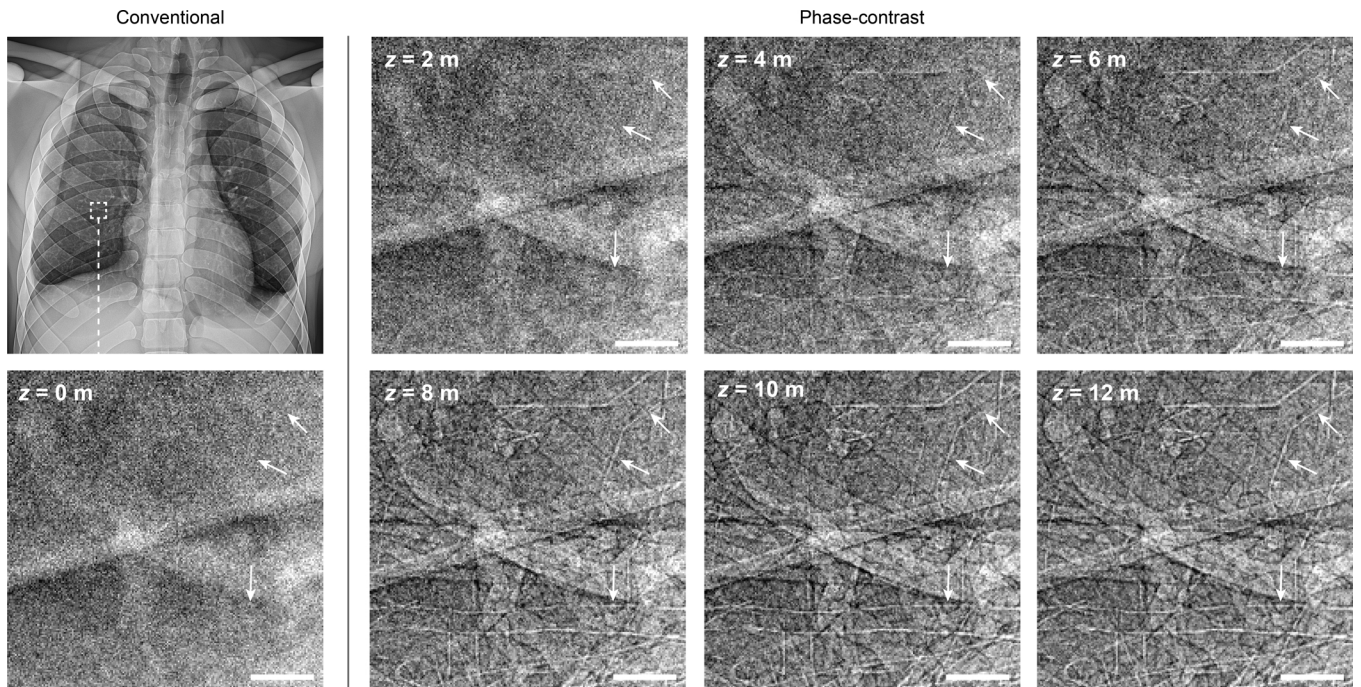 Conventional
Phase-contrast
z = 2 m
z = 4 m
z = 6 m
z = 0 m
z = 8 m
z = 10 m
z = 12 m